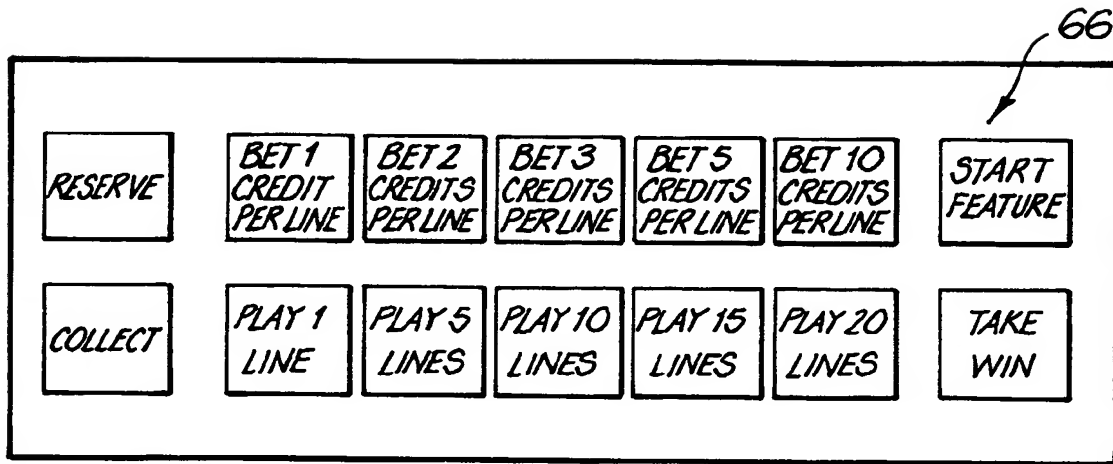 66
RESERVE
BET 1
CREDIT
PER LINE
BET 2
CREDITS
PER LINE
BET 3
CREDITS
PER LINE
BET 5
CREDITS
PER LINE
BET 10
CREDITS
PER LINE
START
FEATURE
COLLECT
PLAY 1
LINE
PLAY 5
LINES
PLAY 10
LINES
PLAY 15
LINES
PLAY 20
LINES
TAKE
WIN